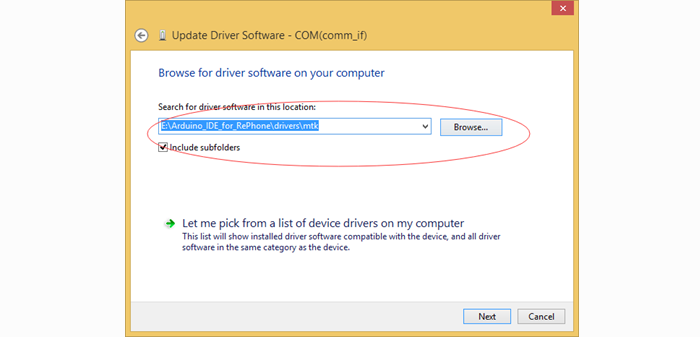 Update Driver Software - COM(comm_if)
Browse for driver software on your computer
Search for driver software in this location:
E:\Arduino_IDE_for_RePhone\drivers\mtk
Browse...
Include subfolders
Let me pick from a list of device drivers on my computer
This list will show installed driver software compatible with the device, and all driver
software in the same category as the device.
Next
Cancel